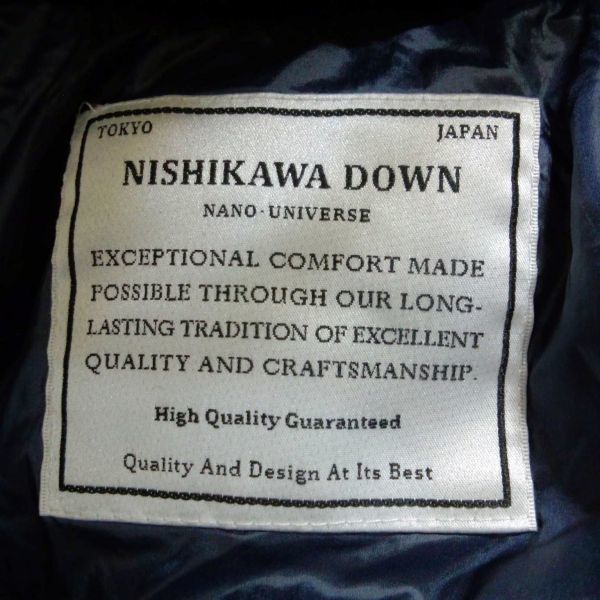 TOKYO JAPAN
NISHIKAWA DOWN
NANO·UNIVERSE
EXCEPTIONAL COMFORT MADE
POSSIBLE THROUGH OUR LONG-
LASTING TRADITION OF EXCELLENT
QUALITY AND CRAFTSMANSHIP.
High Quality Guaranteed
Quality And Design At Its Best